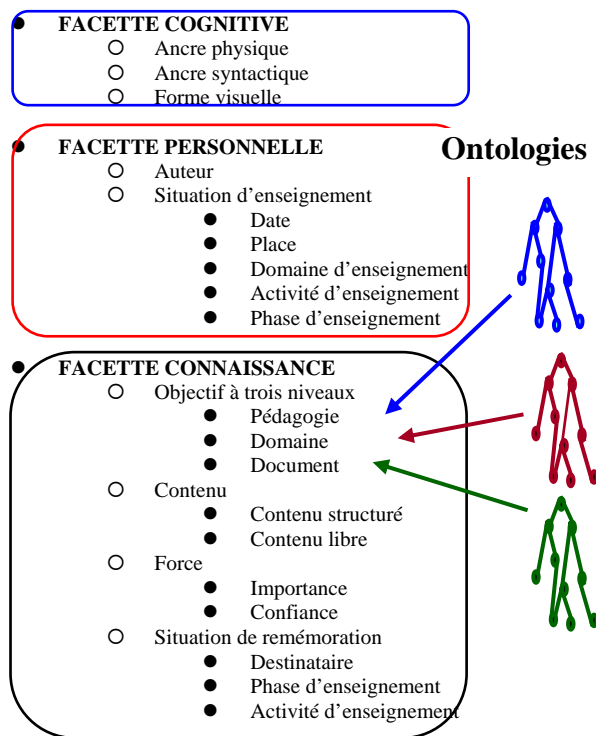 FACETTE COGNITIVE
Ancre physique
Ancre syntactique
Forme visuelle
FACETTE PERSONNELLE
Ontologies
Auteur
Situation d’enseignement
Date
Place
Domaine d’enseignement
Activité d’enseignement
Phase d’enseignement
FACETTE CONNAISSANCE
Objectif à trois niveaux
Pédagogie
Domaine
Document
Contenu
Contenu structuré
Contenu libre
Force
Importance
Confiance
Situation de remémoration
Destinataire
Phase d’enseignement
Activité d’enseignement